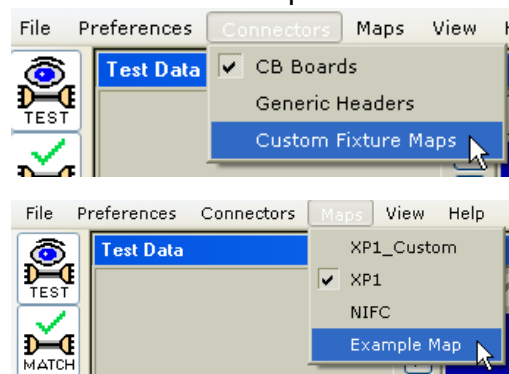 File Preferences Connectors Maps View
Test Data
CB Boards
TEST
Generic Headers
Custom Fixture Maps
File Preferences Connectors Maps View Help
Test Data
XP1_Custom
TEST
XP1
NIFC
MATCH
Example Map